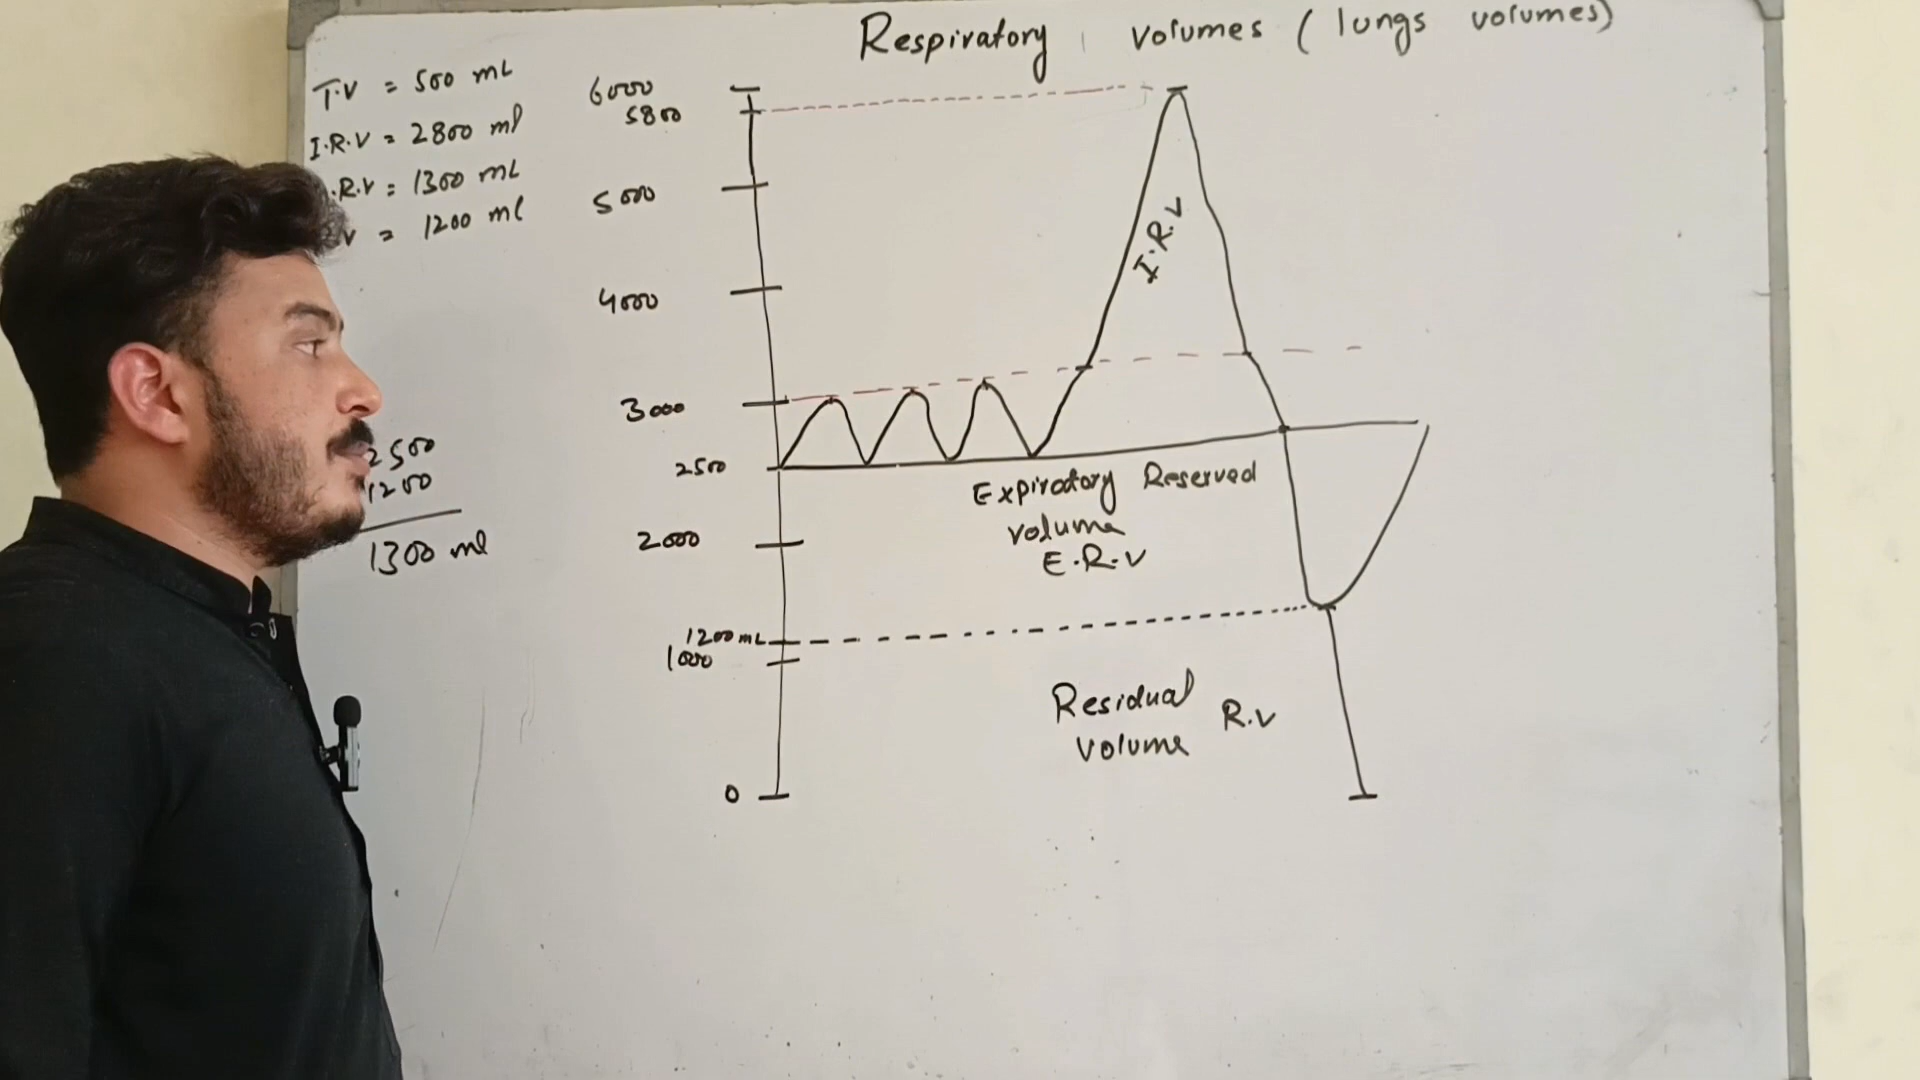 Respiratory volumes ( lungs volumes)
T.V = 500 mL
I.R.V = 2800 ml
.R.V = 1300 mL
V = 1200 ml
2500
1200
1300 ml
6000
5800
5000
4000
3000
2500
2000
1200 mL
1000
0
I.R.V
Expiratory Reserved
volume
E.R.V
Residual
volume
R.V